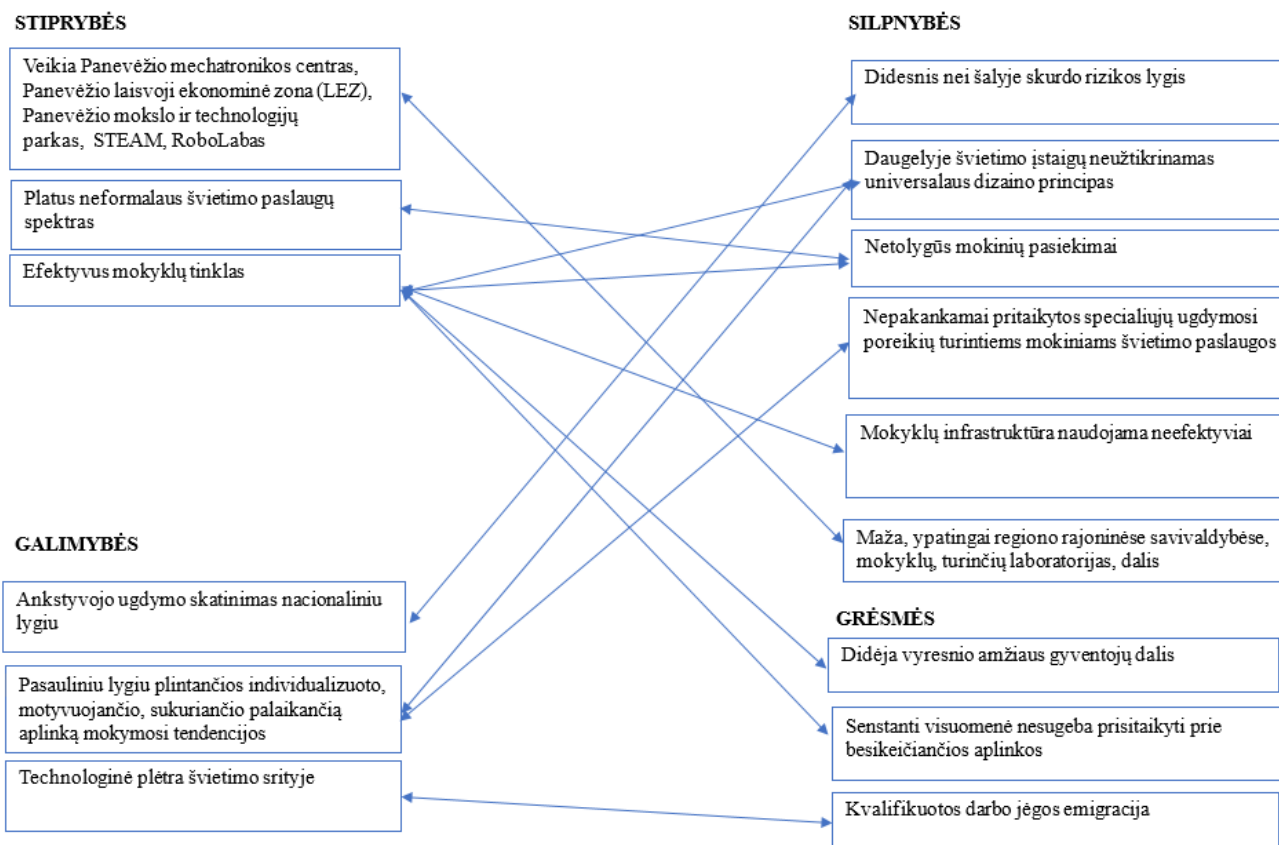 STIPRYBĖS
Veikia Panevėžio mechatronikos centras,
Panevėžio laisvoji ekonominė zona (LEZ),
Panevėžio mokslo ir technologijų
parkas, STEAM, RoboLabas
Platus neformalaus švietimo paslaugų
spektras
Efektyvus mokyklų tinklas
GALIMYBĖS
Ankstyvojo ugdymo skatinimas nacionaliniu
lygiu
Pasauliniu lygiu plintančios individualizuoto,
motyvuojančio, sukuriančio palaikančią
aplinką mokymosi tendencijos
Technologinė plėtra švietimo srityje
SILPNYBĖS
Didesnis nei šalyje skurdo rizikos lygis
Daugelyje švietimo įstaigų neužtikrinamas
universalaus dizaino principas
Netolygūs mokinių pasiekimai
Nepakankamai pritaikytos specialiųjų ugdymosi
poreikių turintiems mokiniams švietimo paslaugos
Mokyklų infrastruktūra naudojama neefektyviai
Maža, ypatingai regiono rajoninėse savivaldybėse,
mokyklų, turinčių laboratorijas, dalis
GRĖSMĖS
Didėja vyresnio amžiaus gyventojų dalis
Senstanti visuomenė nesugeba prisitaikyti prie
besikeičiančios aplinkos
Kvalifikuotos darbo jėgos emigracija